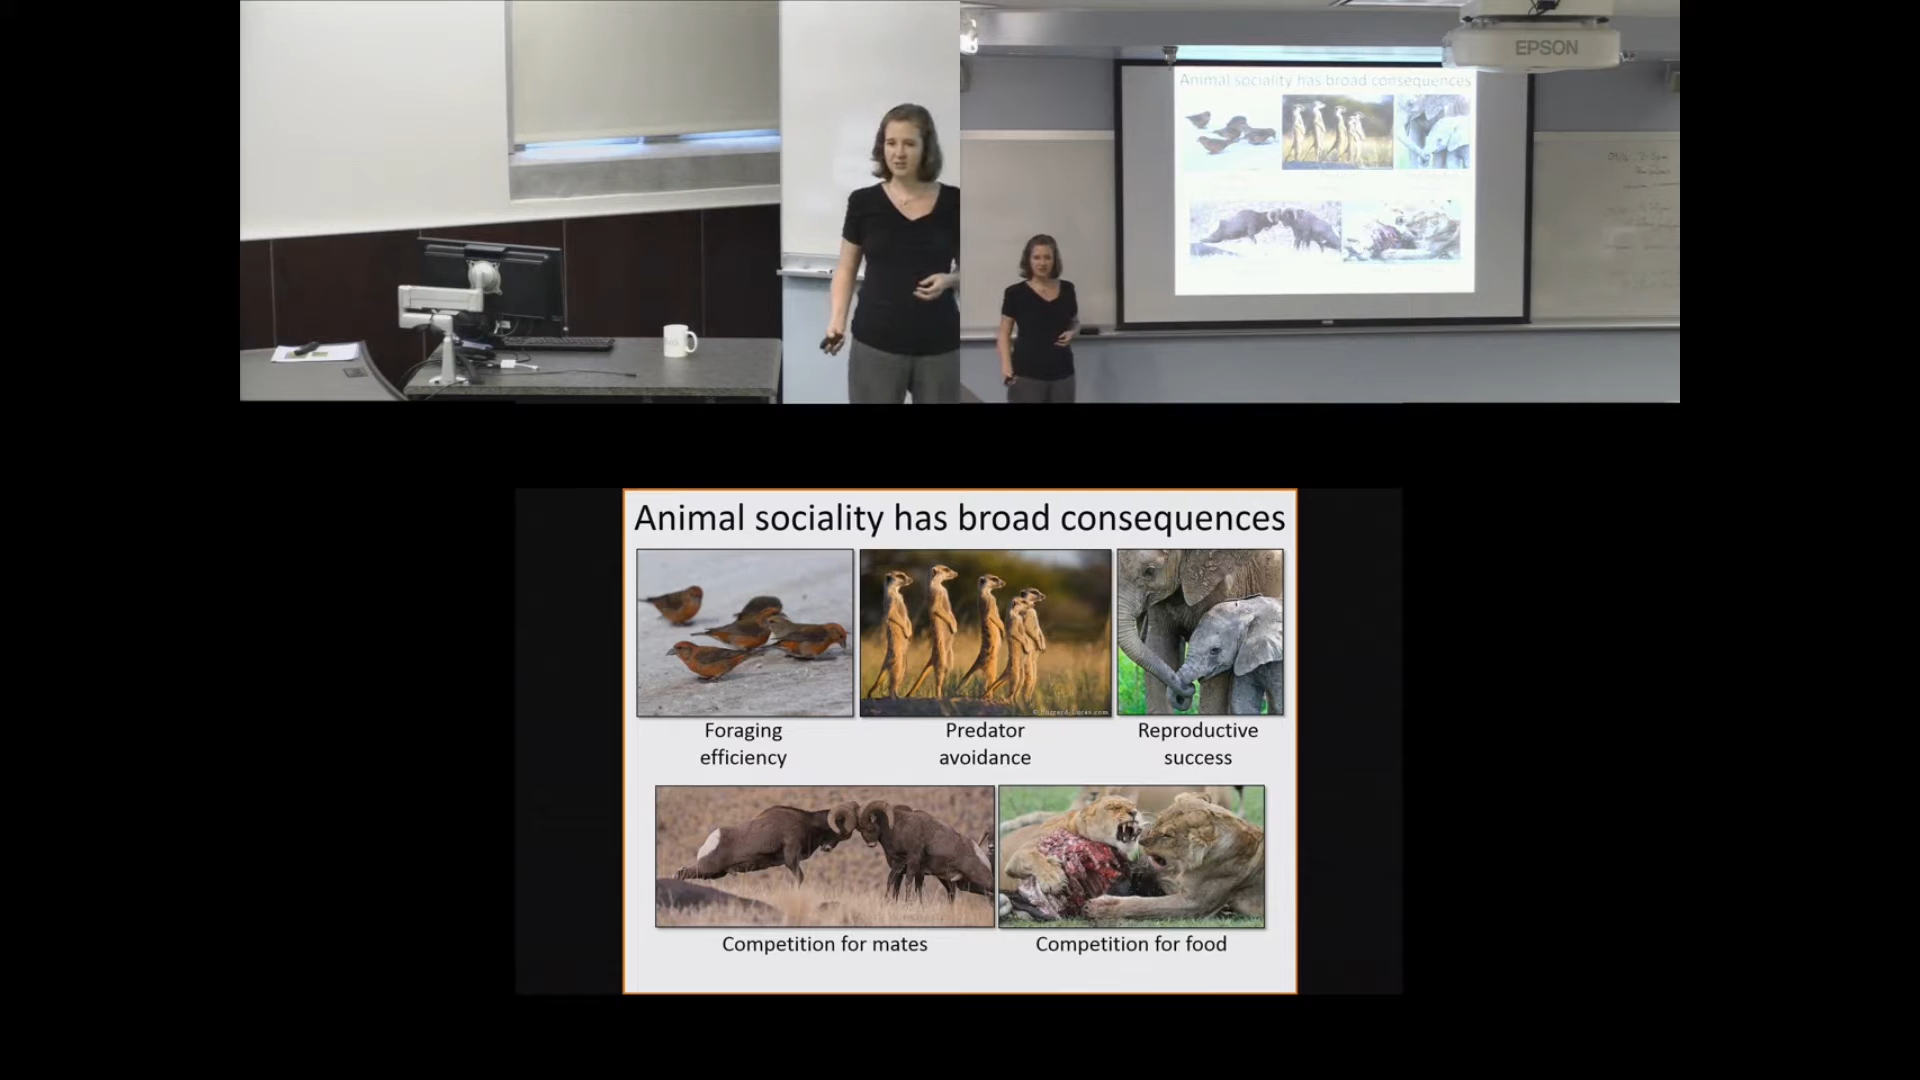 EPSON
Animal sociality has broad consequences
Animal sociality has broad consequences
Foraging
efficiency
Predator
avoidance
Reproductive
success
Competition for mates
Competition for food